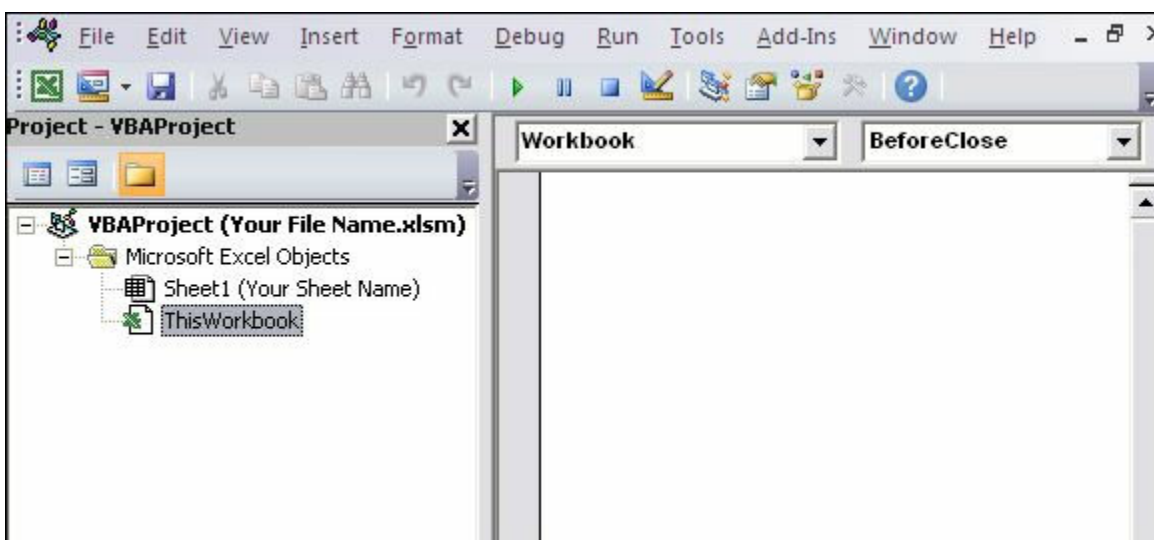 File Edit View Insert Format Debug Run Tools Add-Ins Window Help
Project - VBAProject
Workbook BeforeClose
VBAProject (Your File Name.xlsm)
Microsoft Excel Objects
Sheet1 (Your Sheet Name)
ThisWorkbook